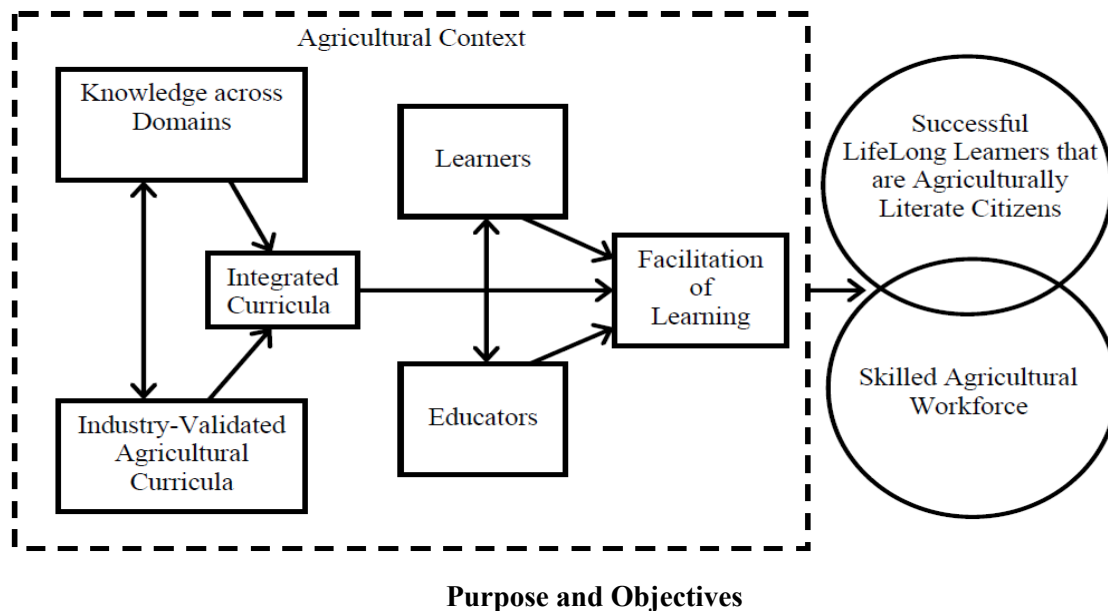 Agricultural Context
Knowledge across
Domains
Learners
Integrated
Curricula
Industry-Validated
Agricultural
Curricula
Educators
Facilitation
of
Learning
Successful
LifeLong Learners that
are Agriculturally
Literate Citizens
Skilled Agricultural
Workforce
Purpose and Objectives